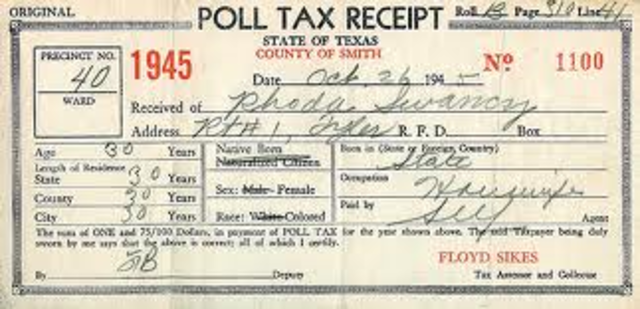 ORIGINAL POLL TAX RECEIPT Roll B Page 310 Line 41
STATE OF TEXAS
COUNTY OF SMITH
PRECINCT NO. 40 WARD
1945
Nº 1100
Date Oct. 26 1945
Received of Rhoda Swancy
Address Rt # 1, Tyler R. F. D. Box
Age 30 Years
Length of Residence
State 30 Years
County 30 Years
City 30 Years
Native Born
Naturalized Citizen
Sex: Male- Female
Race: White-Colored
Born in (State or Foreign Country)
State
Occupation Housewife
Paid by Self Agent
The sum of ONE and 75/100 Dollars, in payment of POLL TAX for the year shown above. The said Taxpayer being duly
sworn by me says that the above is correct; all of which I certify.
FLOYD SIKES
By Deputy Tax Assessor and Collector